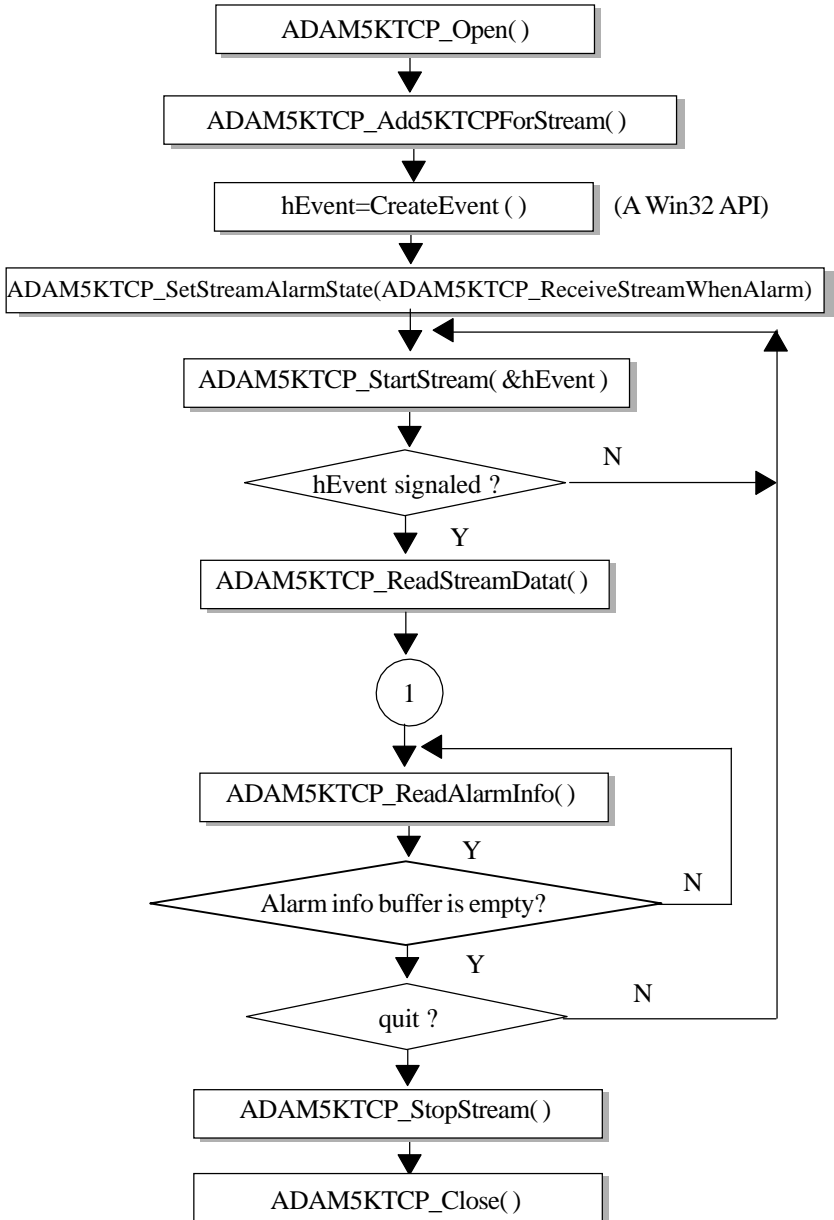 ADAM5KTCP_Open( )
ADAM5KTCP_Add5KTCPForStream( )
hEvent=CreateEvent ( )
(A Win32 API)
ADAM5KTCP_SetStreamAlarmState(ADAM5KTCP_ReceiveStreamWhenAlarm)
ADAM5KTCP_StartStream( &hEvent )
N
hEvent signaled ?
Y
ADAM5KTCP_ReadStreamDatat( )
1
ADAM5KTCP_ReadAlarmInfo( )
Y
N
Alarm info buffer is empty?
Y
N
quit ?
ADAM5KTCP_StopStream( )
ADAM5KTCP_Close( )